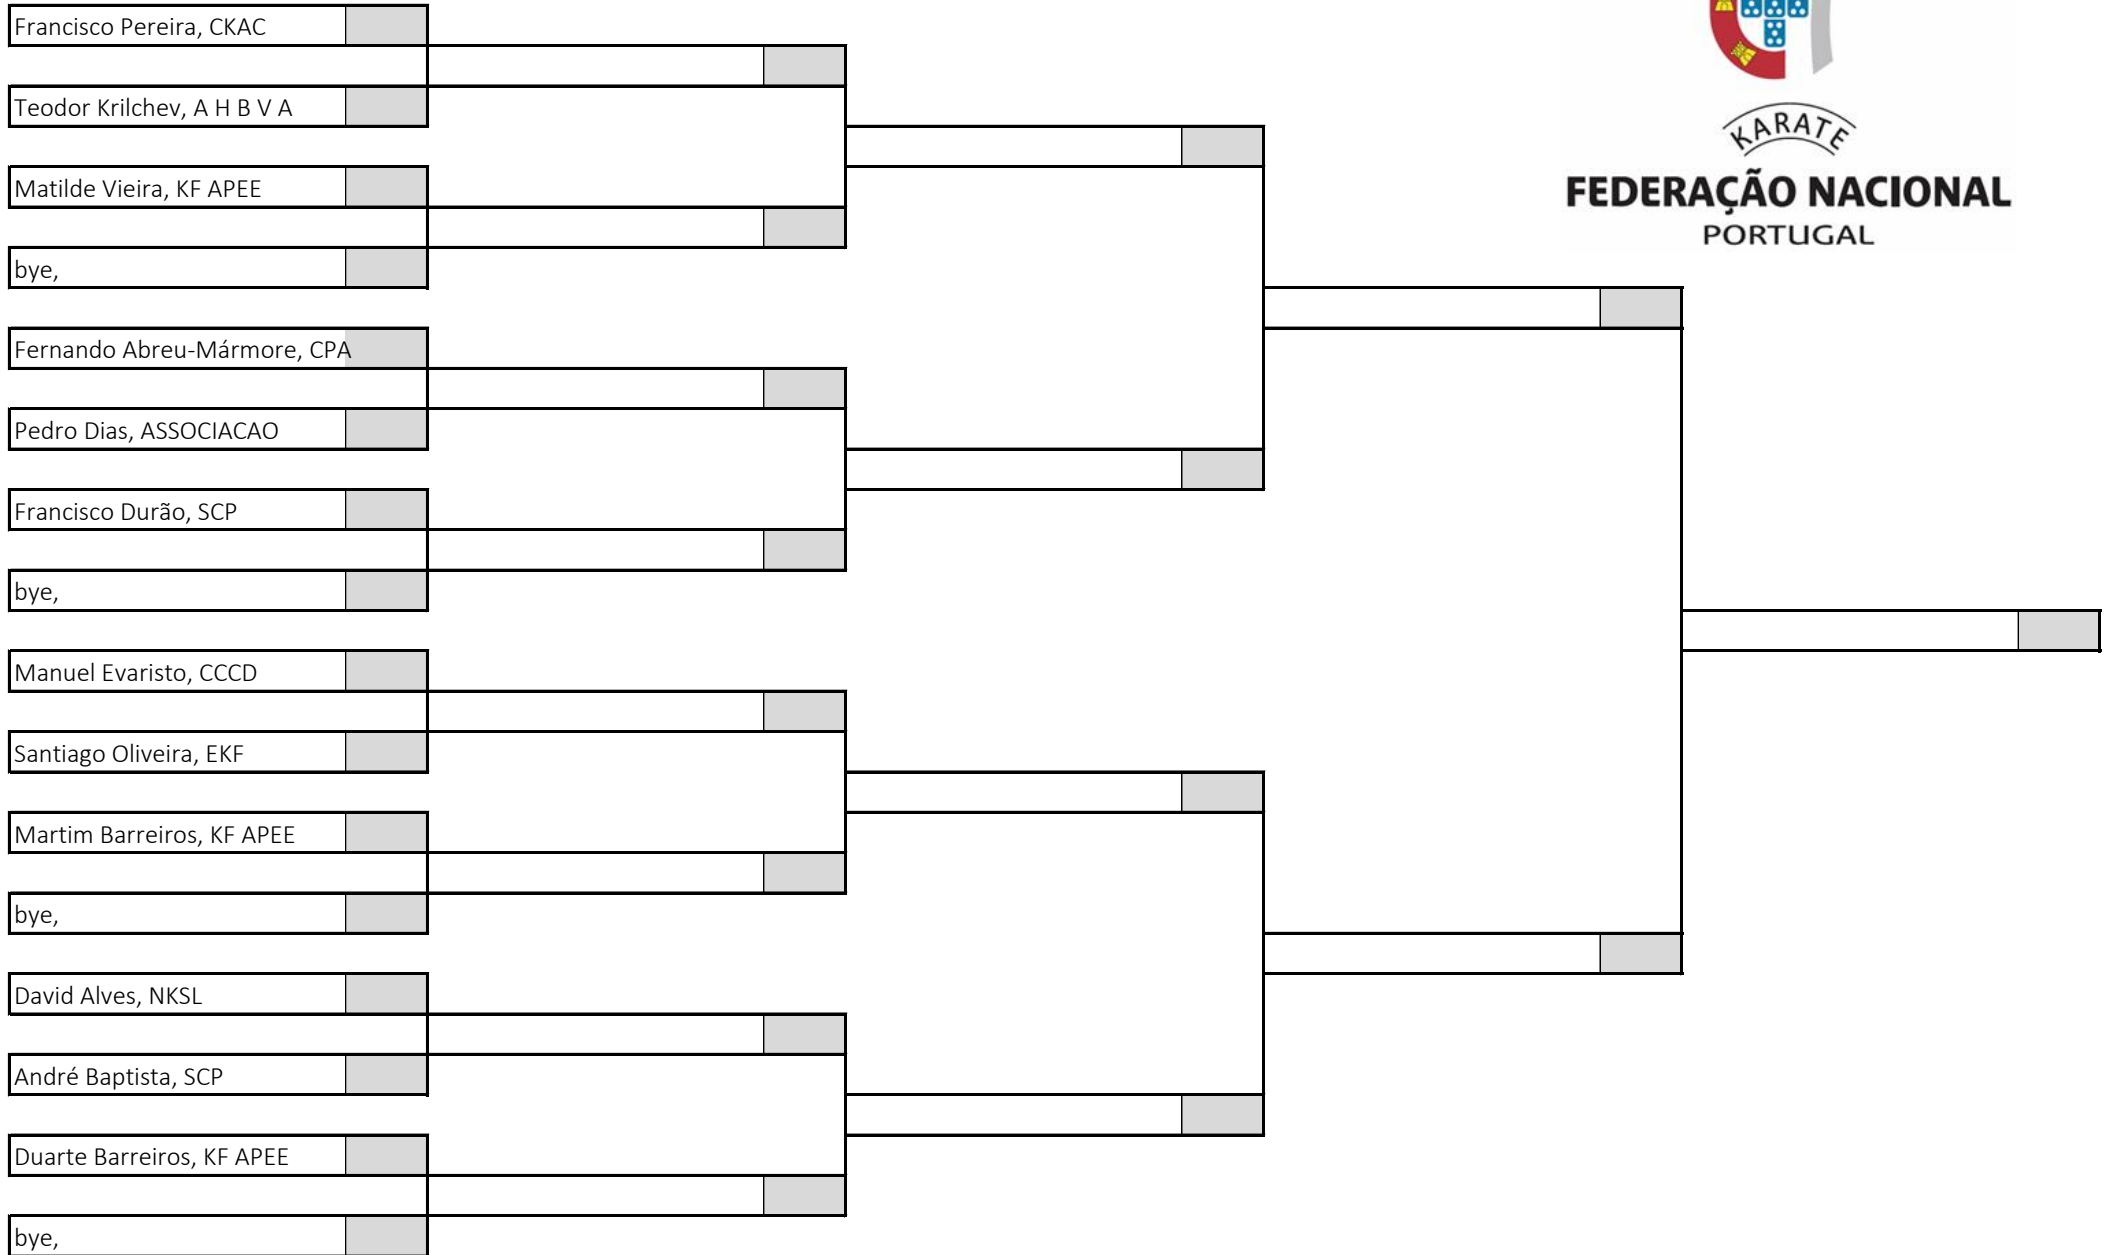 Francisco Pereira, CKAC
Teodor Krilchev, A H B V A
Matilde Vieira, KF APEE
bye,
Fernando Abreu-Mármore, CPA
Pedro Dias, ASSOCIACAO
Francisco Durão, SCP
bye,
Manuel Evaristo, CCCD
Santiago Oliveira, EKF
Martim Barreiros, KF APEE
bye,
David Alves, NKSL
André Baptista, SCP
Duarte Barreiros, KF APEE
bye,
KARATE
FEDERAÇÃO NACIONAL
PORTUGAL